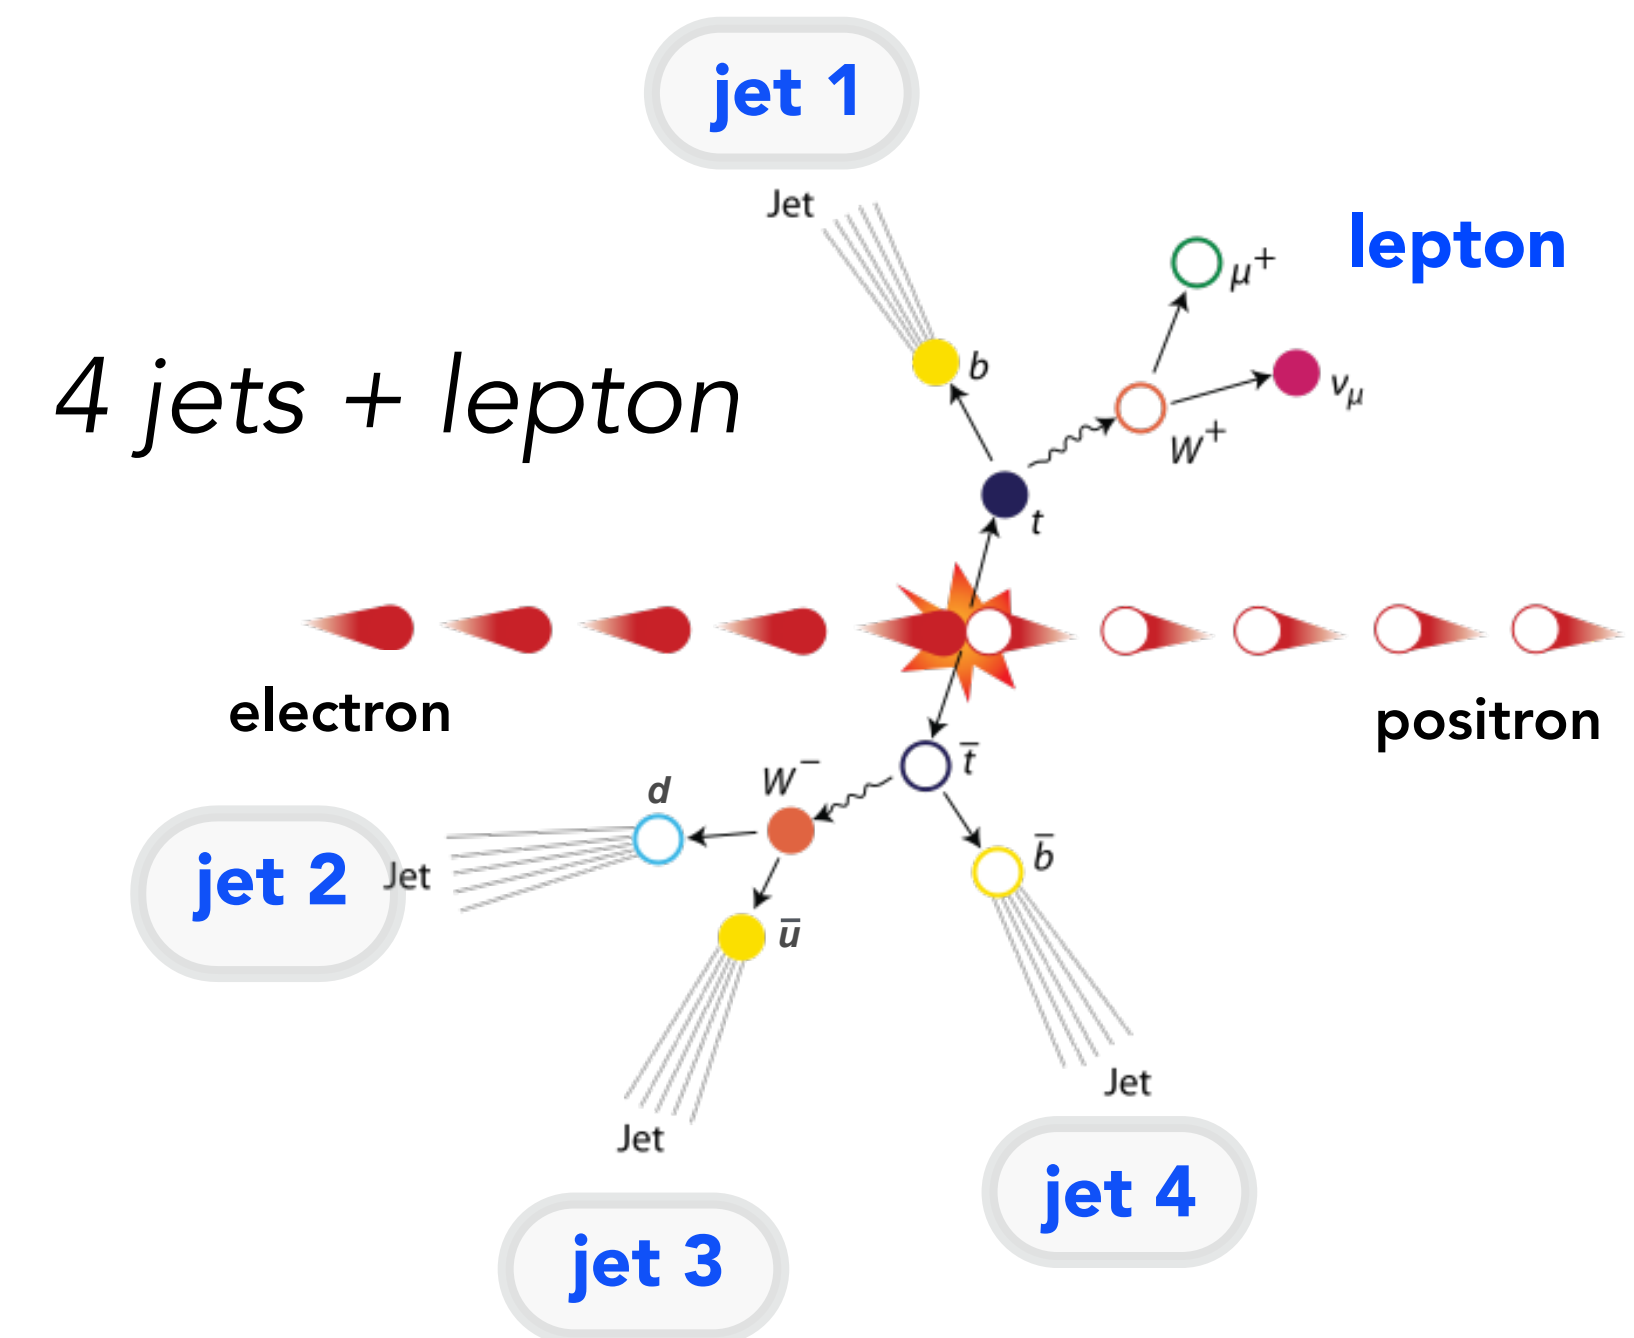 jet 1
Jet
lepton
μ⁺
b
νμ
4 jets + lepton
W⁺
t
electron
positron
t̄
W⁻
d
b̄
jet 2
Jet
ū
Jet
Jet
jet 4
jet 3